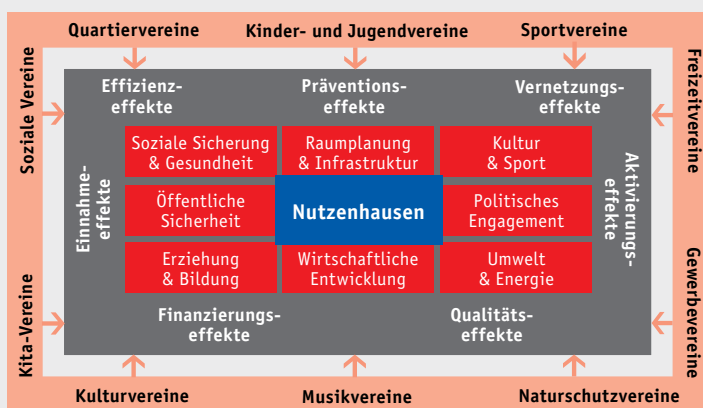 Quartiervereine
Kinder- und Jugendvereine
Sportvereine
Soziale Vereine
Freizeitvereine
Effizienz-
effekte
Präventions-
effekte
Vernetzungs-
effekte
Soziale Sicherung
& Gesundheit
Raumplanung
& Infrastruktur
Kultur
& Sport
Einnahme-
effekte
Öffentliche
Sicherheit
Nutzenhausen
Politisches
Engagement
Aktivierungs-
effekte
Erziehung
& Bildung
Wirtschaftliche
Entwicklung
Umwelt
& Energie
Finanzierungs-
effekte
Qualitäts-
effekte
Kita-Vereine
Gewerbevereine
Kulturvereine
Musikvereine
Naturschutzvereine